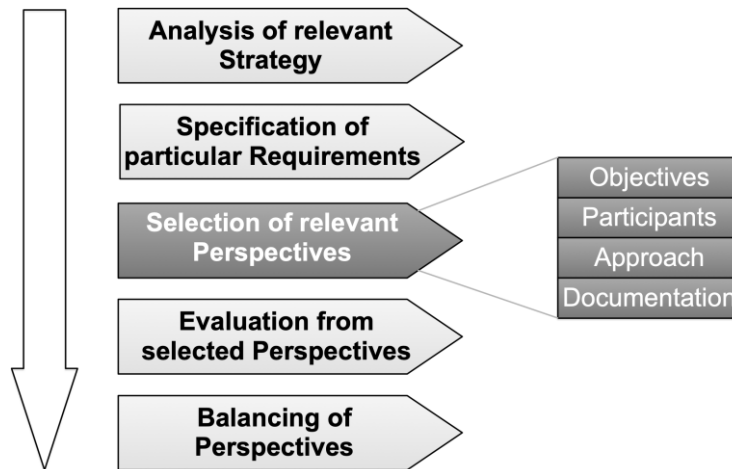 Analysis of relevant
Strategy
Specification of
particular Requirements
Selection of relevant
Perspectives
Objectives
Participants
Approach
Documentation
Evaluation from
selected Perspectives
Balancing of
Perspectives